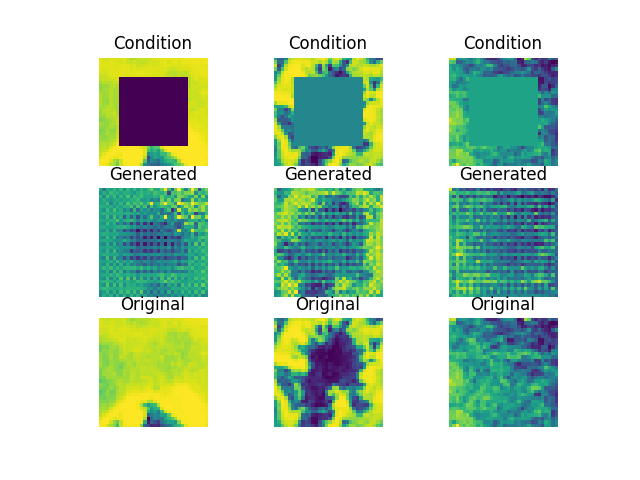 Condition Condition Condition
Generated Generated Generated
Original Original Original